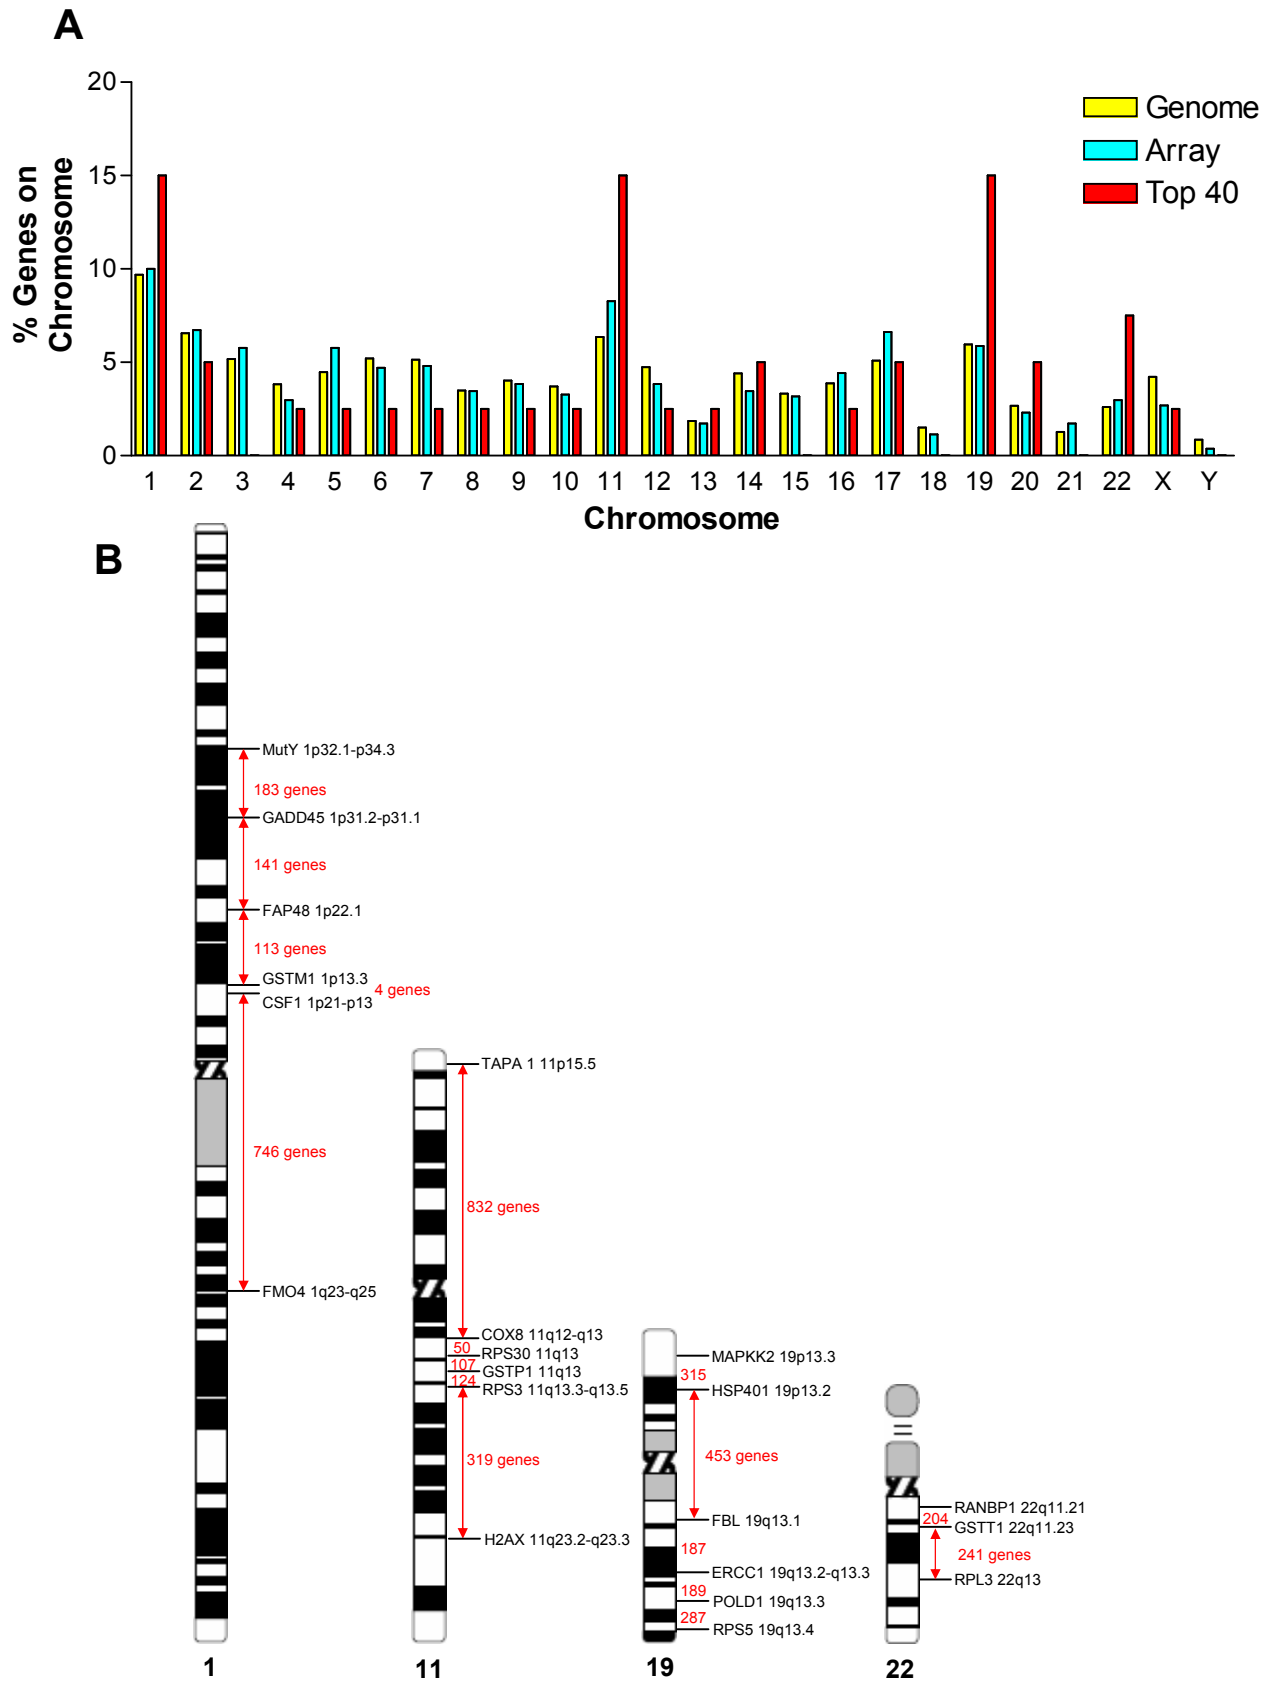 A
20
15
10
5
0
% Genes on
Chromosome
Genome
Array
Top 40
1 2 3 4 5 6 7 8 9 10 11 12 13 14 15 16 17 18 19 20 21 22 X Y
Chromosome
B
MutY 1p32.1-p34.3
183 genes
GADD45 1p31.2-p31.1
141 genes
FAP48 1p22.1
113 genes
GSTM1 1p13.3
4 genes
CSF1 1p21-p13
746 genes
FMO4 1q23-q25
1
TAPA 1 11p15.5
832 genes
COX8 11q12-q13
50
RPS30 11q13
107
GSTP1 11q13
124
RPS3 11q13.3-q13.5
319 genes
H2AX 11q23.2-q23.3
11
MAPKK2 19p13.3
315
HSP401 19p13.2
453 genes
FBL 19q13.1
187
ERCC1 19q13.2-q13.3
189
POLD1 19q13.3
287
RPS5 19q13.4
19
RANBP1 22q11.21
204
GSTT1 22q11.23
241 genes
RPL3 22q13
22